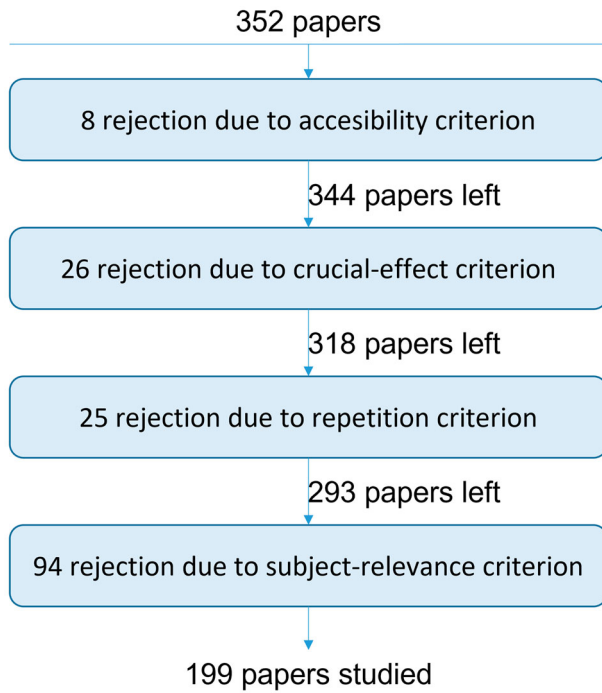 352 papers
8 rejection due to accesibility criterion
344 papers left
26 rejection due to crucial-effect criterion
318 papers left
25 rejection due to repetition criterion
293 papers left
94 rejection due to subject-relevance criterion
199 papers studied